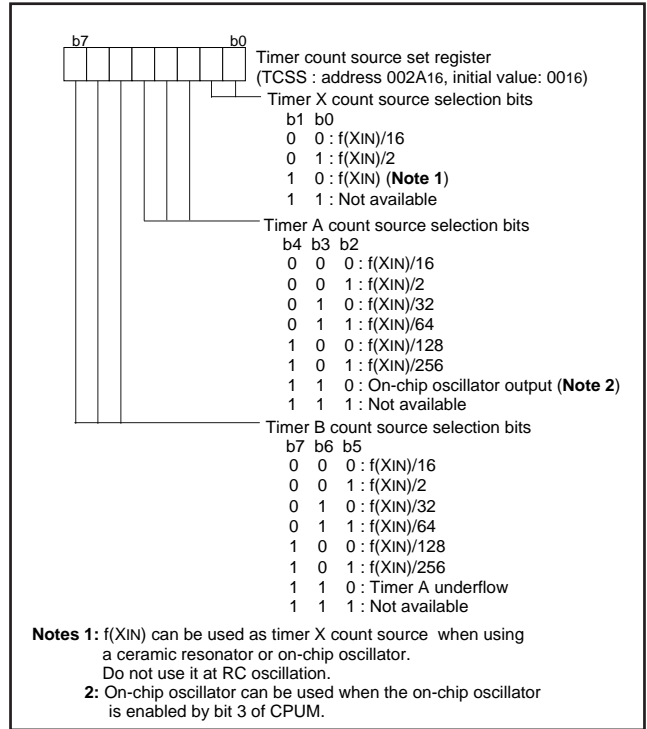 b7 b0
Timer count source set register
(TCSS : address 002A16, initial value: 0016)
Timer X count source selection bits
b1 b0
0 0 : f(XIN)/16
0 1 : f(XIN)/2
1 0 : f(XIN) (Note 1)
1 1 : Not available
Timer A count source selection bits
b4 b3 b2
0 0 0 : f(XIN)/16
0 0 1 : f(XIN)/2
0 1 0 : f(XIN)/32
0 1 1 : f(XIN)/64
1 0 0 : f(XIN)/128
1 0 1 : f(XIN)/256
1 1 0 : On-chip oscillator output (Note 2)
1 1 1 : Not available
Timer B count source selection bits
b7 b6 b5
0 0 0 : f(XIN)/16
0 0 1 : f(XIN)/2
0 1 0 : f(XIN)/32
0 1 1 : f(XIN)/64
1 0 0 : f(XIN)/128
1 0 1 : f(XIN)/256
1 1 0 : Timer A underflow
1 1 1 : Not available
Notes 1: f(XIN) can be used as timer X count source when using
a ceramic resonator or on-chip oscillator.
Do not use it at RC oscillation.
2: On-chip oscillator can be used when the on-chip oscillator
is enabled by bit 3 of CPUM.